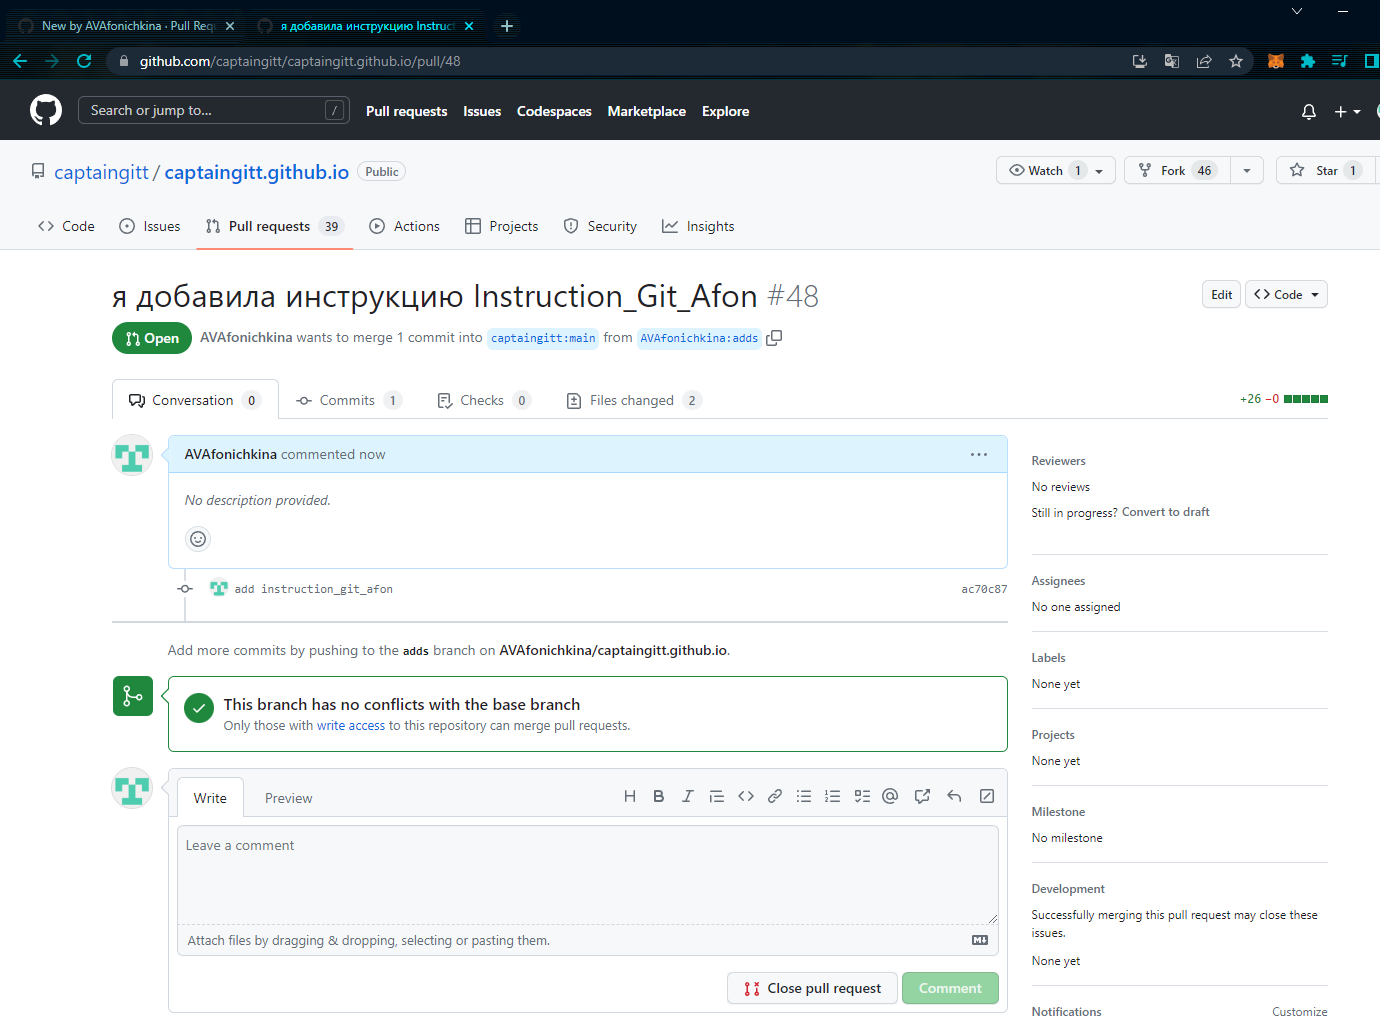 New by AVAfonichkina · Pull Req
я добавила инструкцию Instruct
github.com/captaingitt/captaingitt.github.io/pull/48
Search or jump to... /
Pull requests Issues Codespaces Marketplace Explore
captaingitt / captaingitt.github.io Public
Watch 1 Fork 46 Star 1
Code Issues Pull requests 39 Actions Projects Security Insights
я добавила инструкцию Instruction_Git_Afon #48
Edit Code
Open AVAfonichkina wants to merge 1 commit into captaingitt:main from AVAfonichkina:adds
Conversation 0 Commits 1 Checks 0 Files changed 2
+26 −0
AVAfonichkina commented now
No description provided.
add instruction_git_afon ac70c87
Add more commits by pushing to the adds branch on AVAfonichkina/captaingitt.github.io.
This branch has no conflicts with the base branch
Only those with write access to this repository can merge pull requests.
Write Preview
Leave a comment
Attach files by dragging & dropping, selecting or pasting them.
Close pull request Comment
Reviewers
No reviews
Still in progress? Convert to draft
Assignees
No one assigned
Labels
None yet
Projects
None yet
Milestone
No milestone
Development
Successfully merging this pull request may close these
issues.
None yet
Notifications Customize